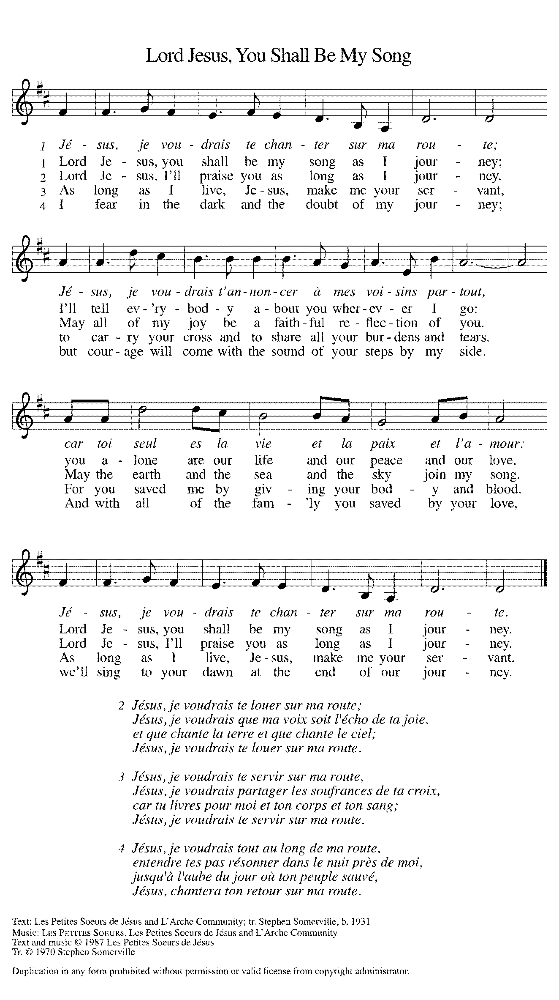 Lord Jesus, You Shall Be My Song
1 Jé - sus, je vou - drais te chan - ter sur ma rou - te;
1 Lord Je - sus, you shall be my song as I jour - ney;
2 Lord Je - sus, I’ll praise you as long as I jour - ney.
3 As long as I live, Je - sus, make me your ser - vant,
4 I fear in the dark and the doubt of my jour - ney;
Jé - sus, je vou - drais t’an - non - cer à mes voi - sins par - tout,
I’ll tell ev - ’ry - bod - y a - bout you wher - ev - er I go:
May all of my joy be a faith - ful re - flec - tion of you.
to car - ry your cross and to share all your bur - dens and tears.
but cour - age will come with the sound of your steps by my side.
car toi seul es la vie et la paix et l’a - mour:
you a - lone are our life and our peace and our love.
May the earth and the sea and the sky join my song.
For you saved me by giv - ing your bod - y and blood.
And with all of the fam - ’ly you saved by your love,
Jé - sus, je vou - drais te chan - ter sur ma rou - te.
Lord Je - sus, you shall be my song as I jour - ney.
Lord Je - sus, I’ll praise you as long as I jour - ney.
As long as I live, Je - sus, make me your ser - vant.
we’ll sing to your dawn at the end of our jour - ney.
2 Jésus, je voudrais te louer sur ma route;
Jésus, je voudrais que ma voix soit l'écho de ta joie,
et que chante la terre et que chante le ciel;
Jésus, je voudrais te louer sur ma route.
3 Jésus, je voudrais te servir sur ma route,
Jésus, je voudrais partager les soufrances de ta croix,
car tu livres pour moi et ton corps et ton sang;
Jésus, je voudrais te servir sur ma route.
4 Jésus, je voudrais tout au long de ma route,
entendre tes pas résonner dans le nuit près de moi,
jusqu'à l'aube du jour où ton peuple sauvé,
Jésus, chantera ton retour sur ma route.
Text: Les Petites Soeurs de Jésus and L’Arche Community; tr. Stephen Somerville, b. 1931
Music: LES PETITES SOEURS, Les Petites Soeurs de Jésus and L’Arche Community
Text and music © 1987 Les Petites Soeurs de Jésus
Tr. © 1970 Stephen Somerville
Duplication in any form prohibited without permission or valid license from copyright administrator.